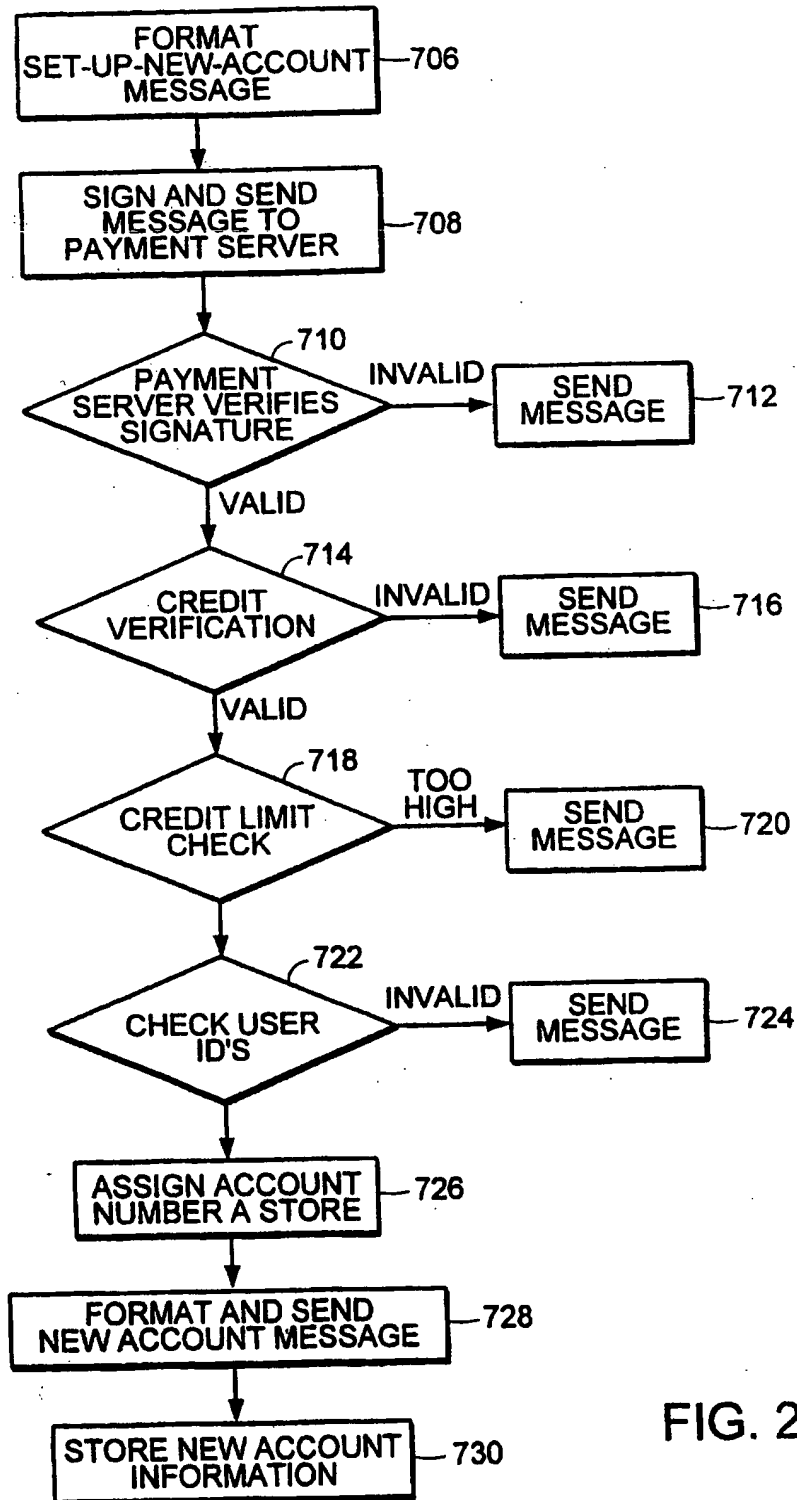 FORMAT
SET-UP-NEW-ACCOUNT
MESSAGE
706
SIGN AND SEND
MESSAGE TO
PAYMENT SERVER
708
710
PAYMENT
SERVER VERIFIES
SIGNATURE
INVALID
SEND
MESSAGE
712
VALID
714
CREDIT
VERIFICATION
INVALID
SEND
MESSAGE
716
VALID
718
CREDIT LIMIT
CHECK
TOO
HIGH
SEND
MESSAGE
720
722
CHECK USER
ID'S
INVALID
SEND
MESSAGE
724
ASSIGN ACCOUNT
NUMBER A STORE
726
FORMAT AND SEND
NEW ACCOUNT MESSAGE
728
STORE NEW ACCOUNT
INFORMATION
730
FIG. 2